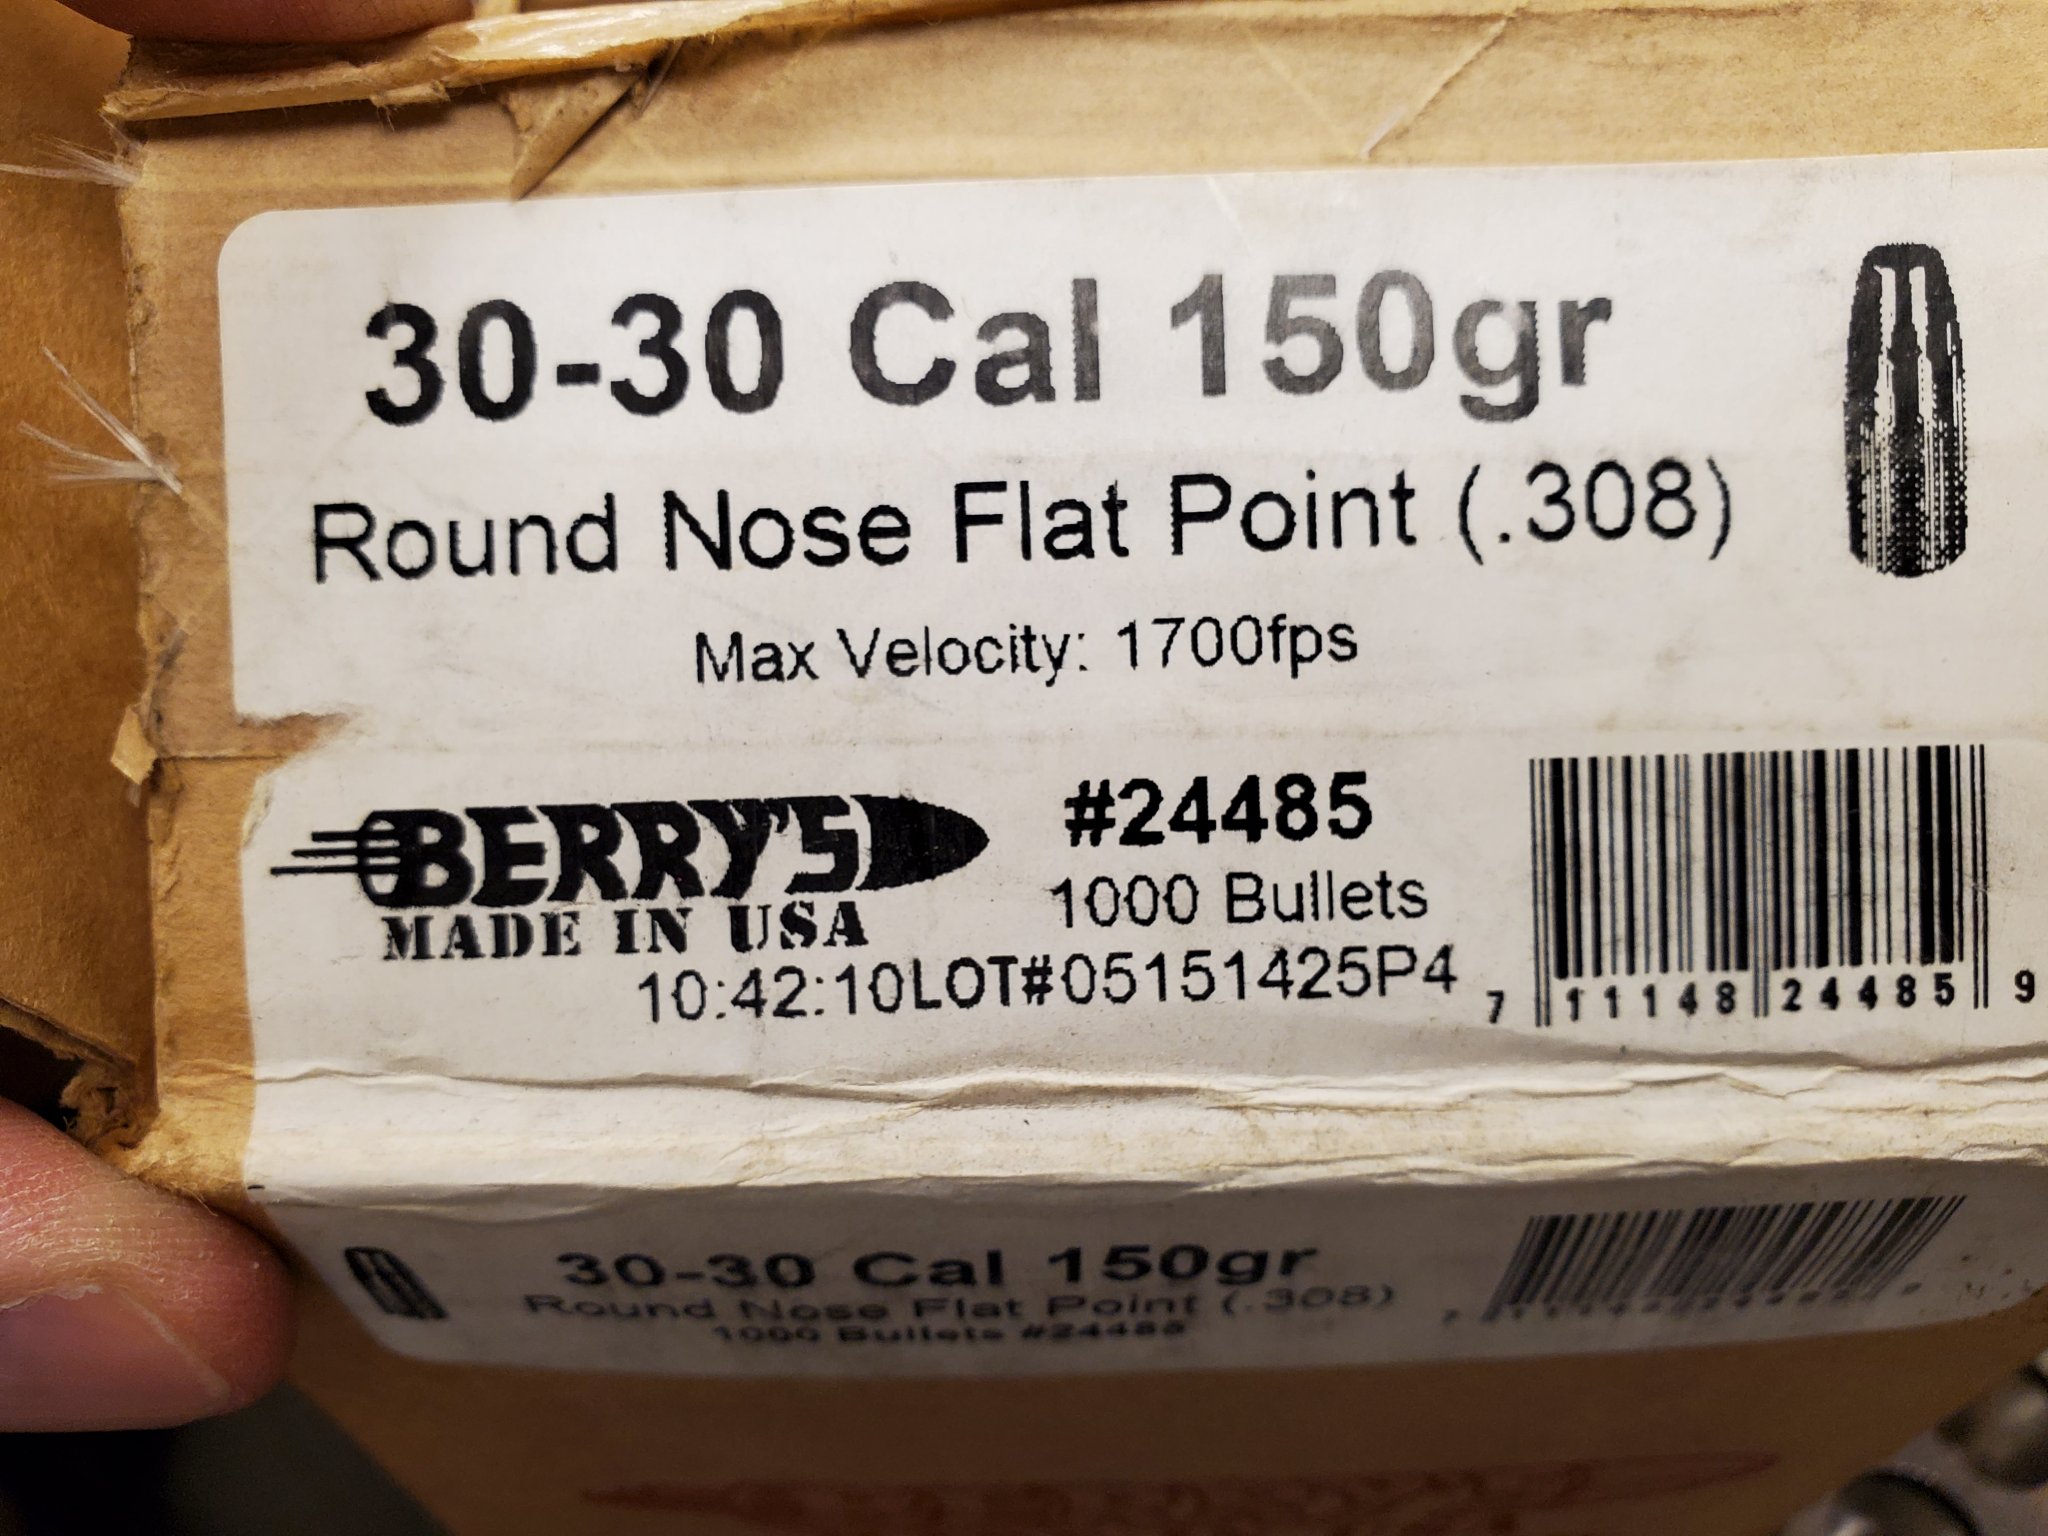 30-30 Cal 150gr
Round Nose Flat Point (.308)
Max Velocity: 1700fps
BERRY'S
MADE IN USA
#24485
1000 Bullets
10:42:10LOT#05151425P4
7 11148 24485 9
30-30 Cal 150gr
Round Nose Flat Point (.308)
1000 Bullets #24485